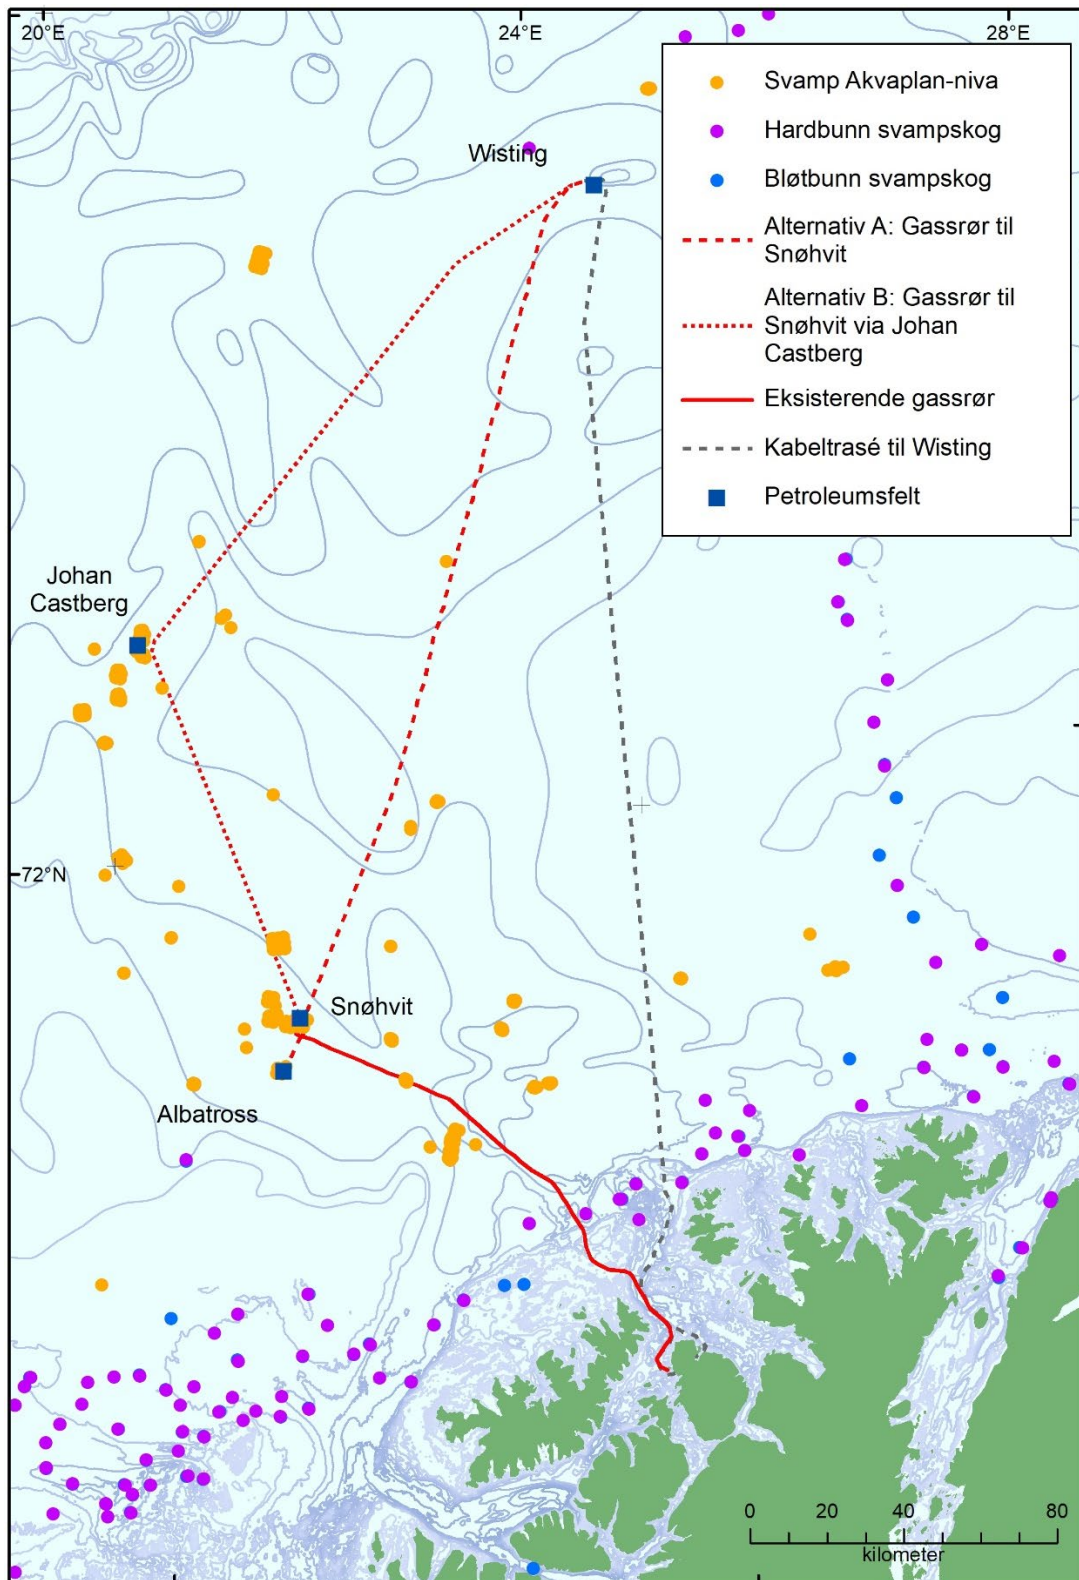 20°E
24°E
28°E
Svamp Akvaplan-niva
Hardbunn svampskog
Bløtbunn svampskog
Alternativ A: Gassrør til
Snøhvit
Alternativ B: Gassrør til
Snøhvit via Johan
Castberg
Eksisterende gassrør
Kabeltrasé til Wisting
Petroleumsfelt
Wisting
Johan
Castberg
72°N
Snøhvit
Albatross
0 20 40 60 80
kilometer